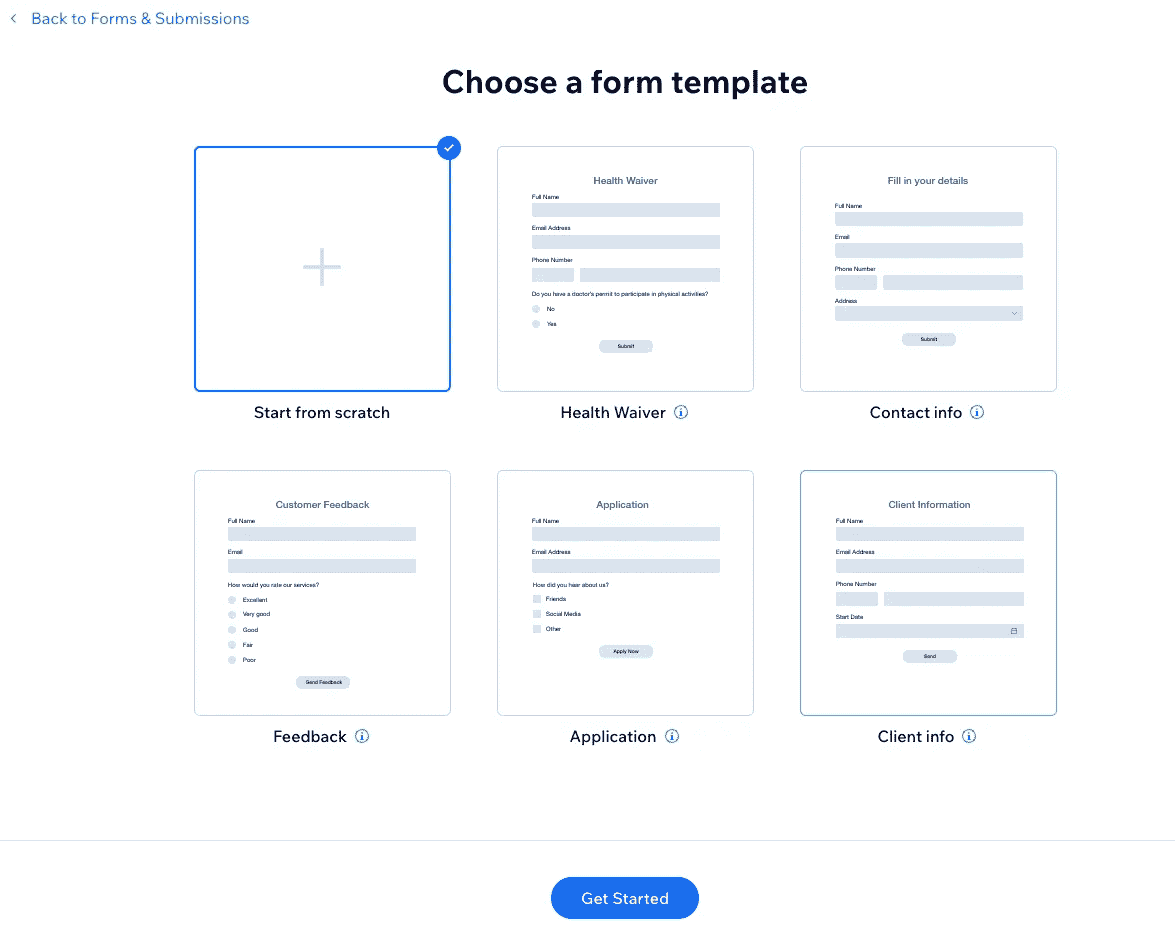 Back to Forms & Submissions
Choose a form template
Start from scratch
Health Waiver
Full Name
Email Address
Phone Number
Do you have a doctor's permit to participate in physical activities?
No
Yes
Submit
Health Waiver
Fill in your details
Full Name
Email
Phone Number
Address
Submit
Contact info
Customer Feedback
Full Name
Email
How would you rate our services?
Excellent
Very good
Good
Fair
Poor
Send Feedback
Feedback
Application
Full Name
Email Address
How did you hear about us?
Friends
Social Media
Other
Apply Now
Application
Client Information
Full Name
Email Address
Phone Number
Start Date
Send
Client info
Get Started